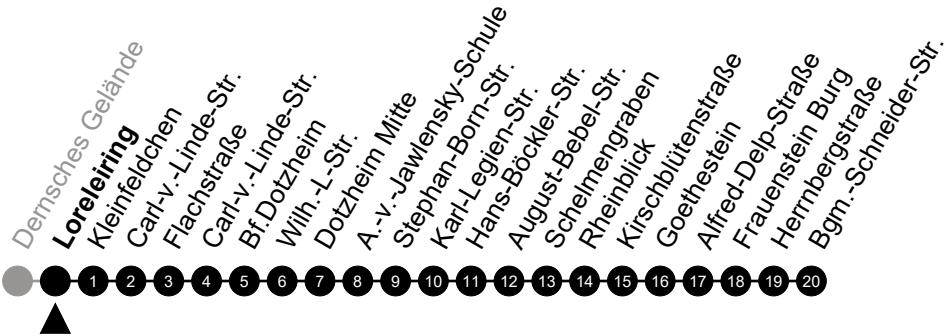 Dernsches Gelände
Loreleiring
Kleinfeldchen
Carl-v.-Linde-Str.
Flachstraße
Carl-v.-Linde-Str.
Bf.Dotzheim
Wilh.-L-Str.
Dotzheim Mitte
A.-v.-Jawlensky-Schule
Stephan-Born-Str.
Karl-Legien-Str.
Hans-Böckler-Str.
August-Bebel-Str.
Schelmengraben
Rheinblick
Kirschblütenstraße
Goethestein
Alfred-Delp-Straße
Frauenstein Burg
Herrnbergstraße
Bgm.-Schneider-Str.
1 2 3 4 5 6 7 8 9 10 11 12 13 14 15 16 17 18 19 20